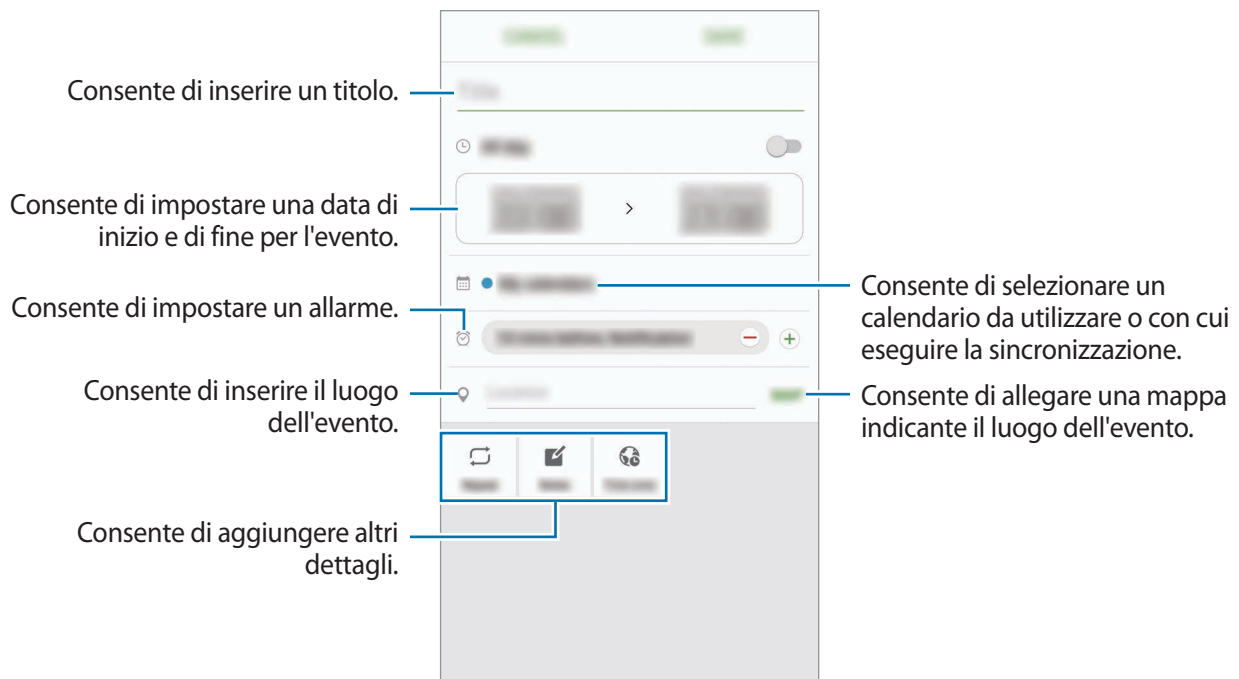 Consente di inserire un titolo.
Consente di impostare una data di
inizio e di fine per l'evento.
Consente di impostare un allarme.
Consente di inserire il luogo
dell'evento.
Consente di aggiungere altri
dettagli.
Consente di selezionare un
calendario da utilizzare o con cui
eseguire la sincronizzazione.
Consente di allegare una mappa
indicante il luogo dell'evento.